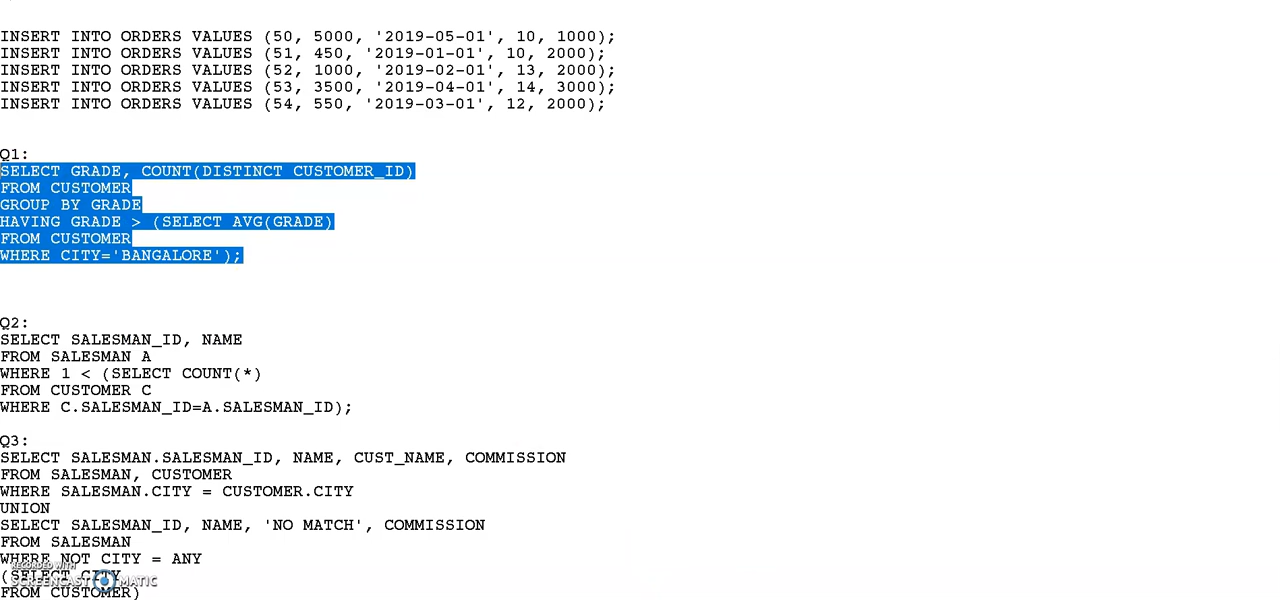 INSERT INTO ORDERS VALUES (50, 5000, '2019-05-01', 10, 1000);
INSERT INTO ORDERS VALUES (51, 450, '2019-01-01', 10, 2000);
INSERT INTO ORDERS VALUES (52, 1000, '2019-02-01', 13, 2000);
INSERT INTO ORDERS VALUES (53, 3500, '2019-04-01', 14, 3000);
INSERT INTO ORDERS VALUES (54, 550, '2019-03-01', 12, 2000);
Q1:
SELECT GRADE, COUNT(DISTINCT CUSTOMER_ID)
FROM CUSTOMER
GROUP BY GRADE
HAVING GRADE > (SELECT AVG(GRADE)
FROM CUSTOMER
WHERE CITY='BANGALORE');
Q2:
SELECT SALESMAN_ID, NAME
FROM SALESMAN A
WHERE 1 < (SELECT COUNT(*)
FROM CUSTOMER C
WHERE C.SALESMAN_ID=A.SALESMAN_ID);
Q3:
SELECT SALESMAN.SALESMAN_ID, NAME, CUST_NAME, COMMISSION
FROM SALESMAN, CUSTOMER
WHERE SALESMAN.CITY = CUSTOMER.CITY
UNION
SELECT SALESMAN_ID, NAME, 'NO MATCH', COMMISSION
FROM SALESMAN
WHERE NOT CITY = ANY
RECORDED WITH
(SELECT CITY
SCREENCAST MATIC
FROM CUSTOMER)